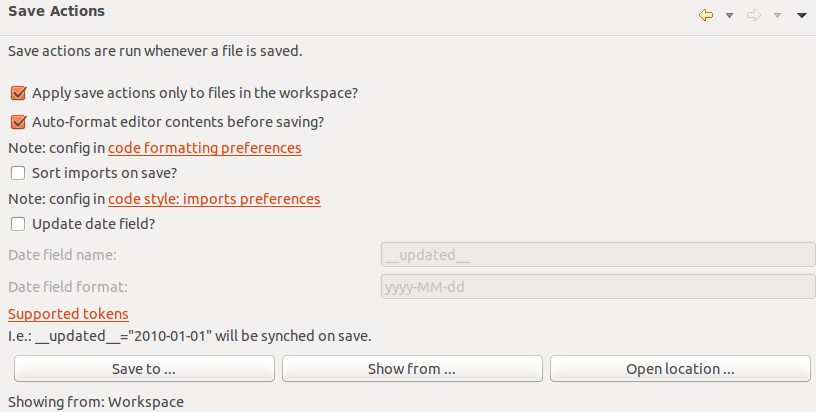 Save Actions
Save actions are run whenever a file is saved.
Apply save actions only to files in the workspace?
Auto-format editor contents before saving?
Note: config in code formatting preferences
Sort imports on save?
Note: config in code style: imports preferences
Update date field?
Date field name: __updated__
Date field format: yyyy-MM-dd
Supported tokens
I.e.: __updated__="2010-01-01" will be synched on save.
Save to ... Show from ... Open location ...
Showing from: Workspace